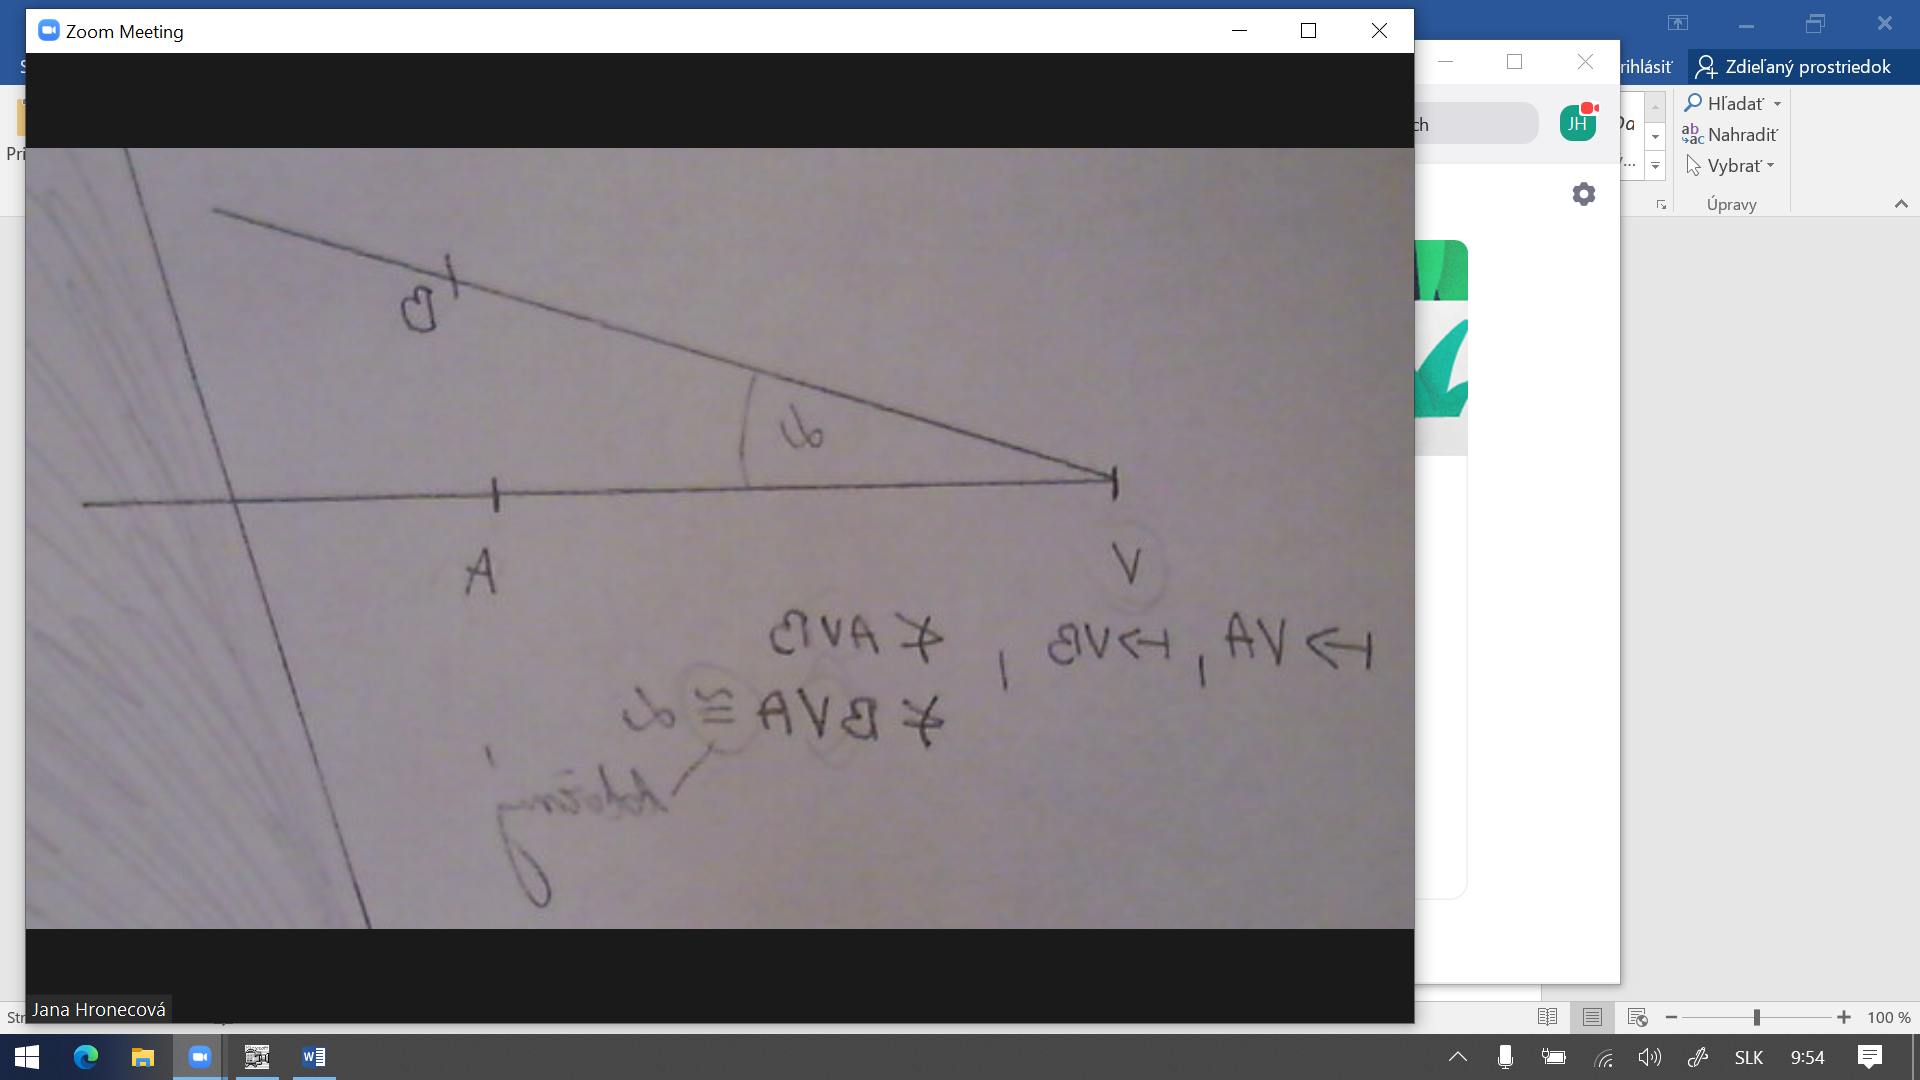 Zoom Meeting
rihlásiť
Zdieľaný prostriedok
Hľadať
ch
JH
Nahradiť
Vybrať
Úpravy
B
α
A
V
↦VA, ↦VB, ∢AVB
∢BVA ≅ α
Jana Hronecová
100 %
SLK
9:54